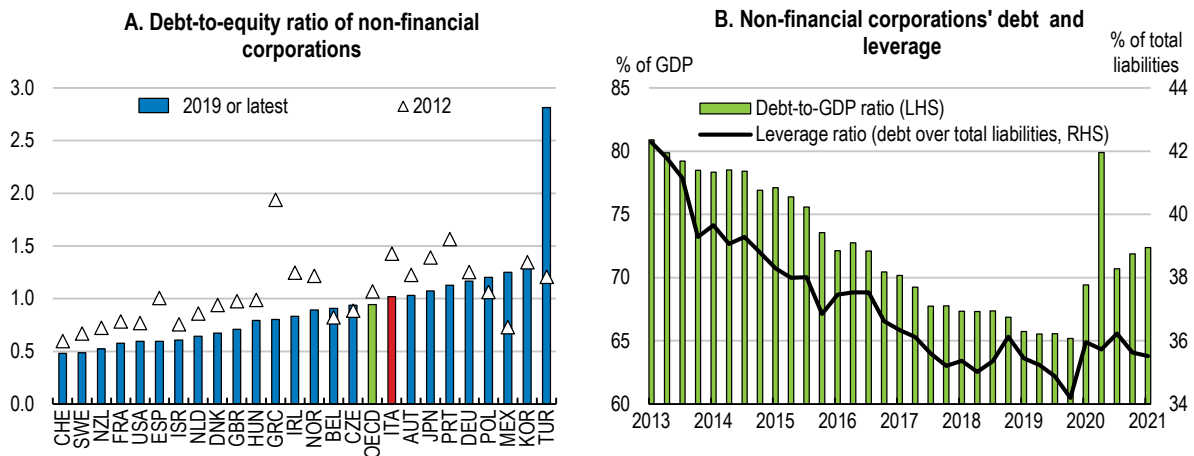 A. Debt-to-equity ratio of non-financial
corporations
3.0
2.5
2.0
1.5
1.0
0.5
0.0
2019 or latest
2012
CHE
SWE
NZL
FRA
USA
ESP
ISR
NLD
DNK
GBR
HUN
GRC
IRL
NOR
BEL
CZE
OECD
ITA
AUT
JPN
PRT
DEU
POL
MEX
KOR
TUR
B. Non-financial corporations' debt and
leverage
% of GDP
% of total
liabilities
85
80
75
70
65
60
44
42
40
38
36
34
Debt-to-GDP ratio (LHS)
Leverage ratio (debt over total liabilities, RHS)
2013 2014 2015 2016 2017 2018 2019 2020 2021